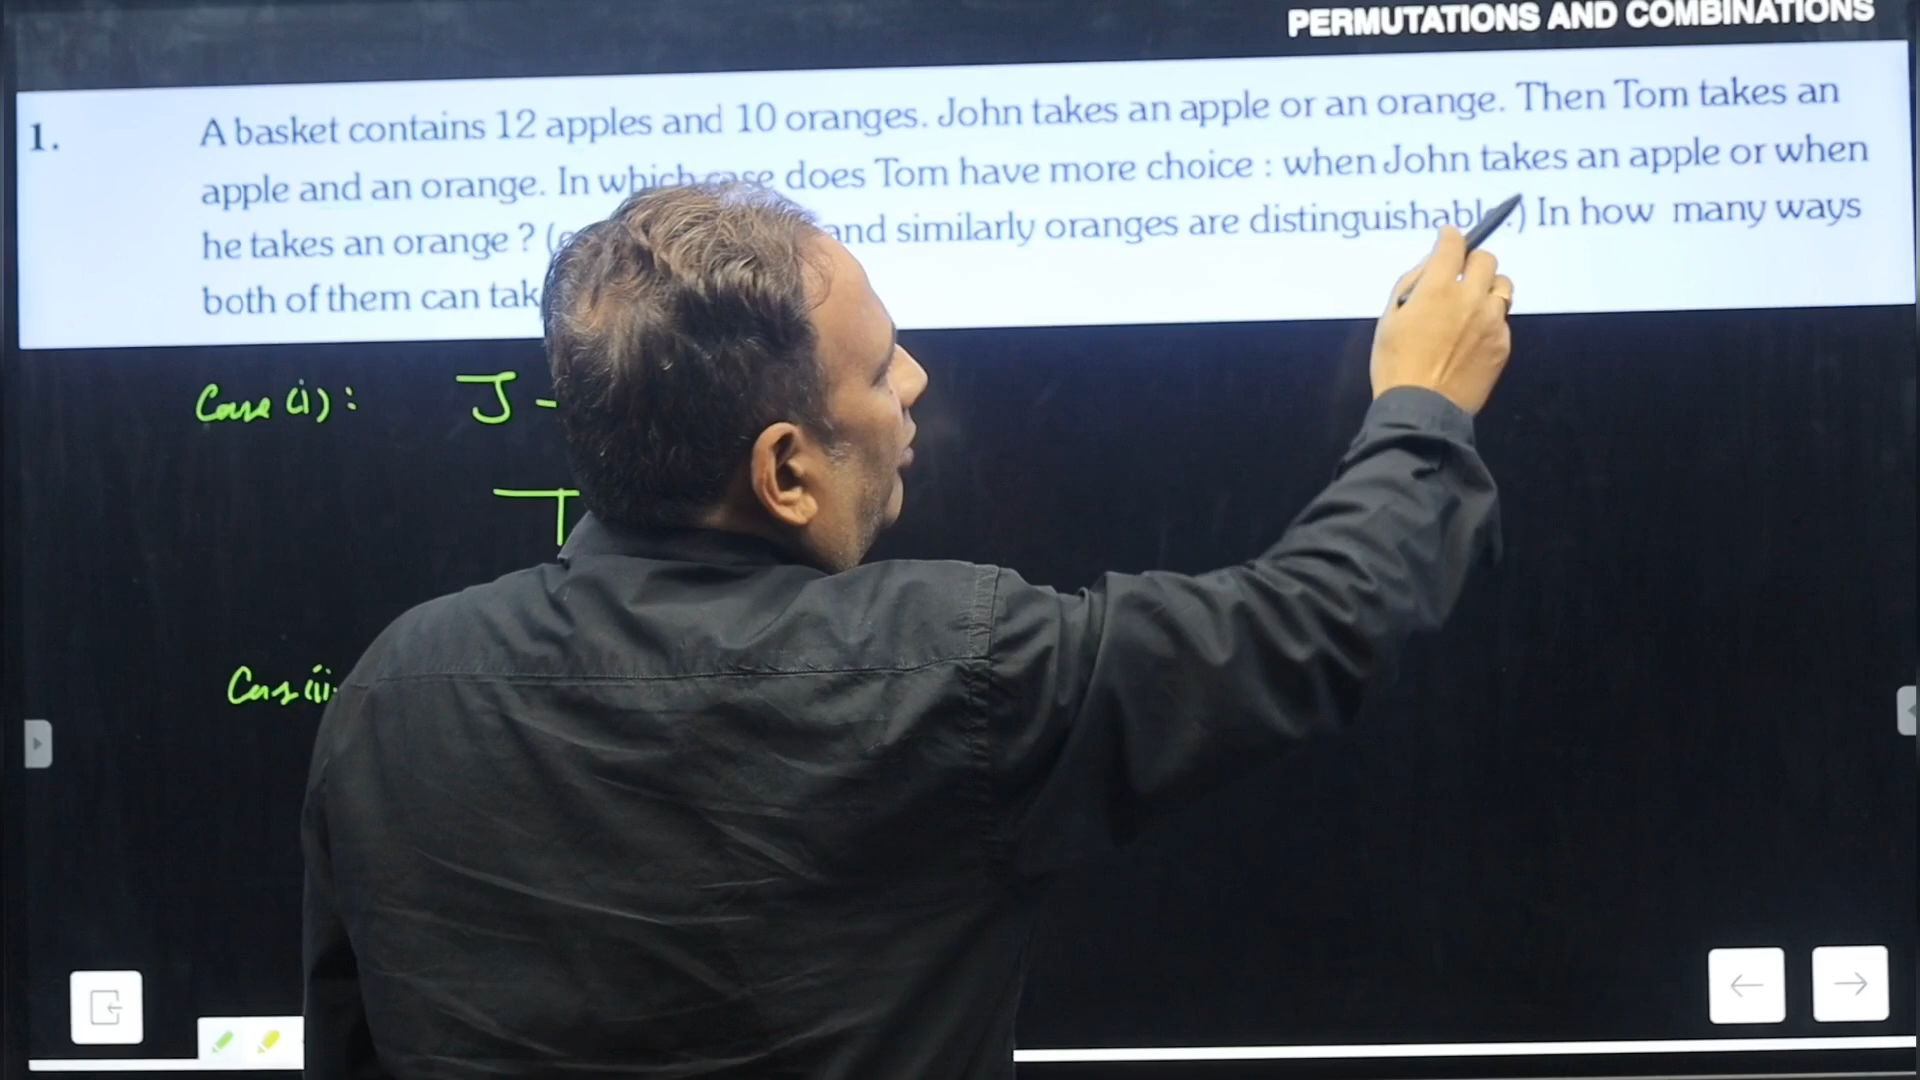 PERMUTATIONS AND COMBINATIONS
1. A basket contains 12 apples and 10 oranges. John takes an apple or an orange. Then Tom takes an
apple and an orange. In which case does Tom have more choice : when John takes an apple or when
he takes an orange ? ( and similarly oranges are distinguishable.) In how many ways
both of them can
Case (i) : J -
T
Case (ii